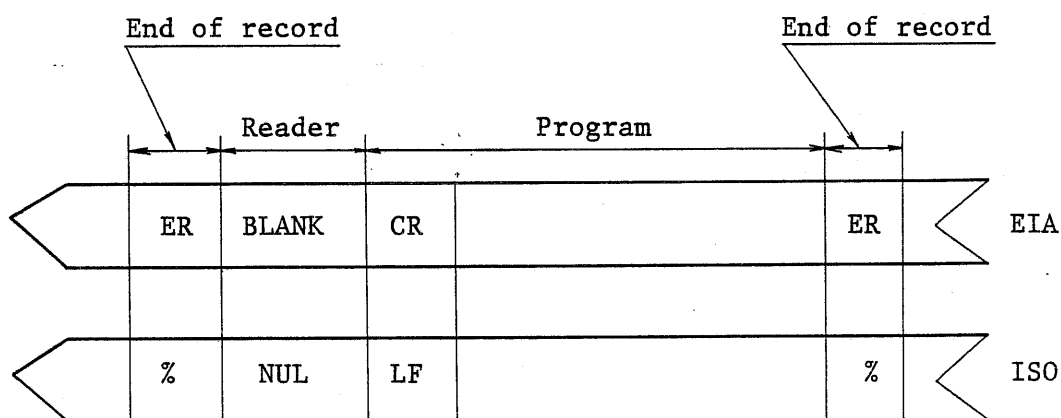 End of record End of record
Reader Program
ER BLANK CR ER EIA
% NUL LF % ISO